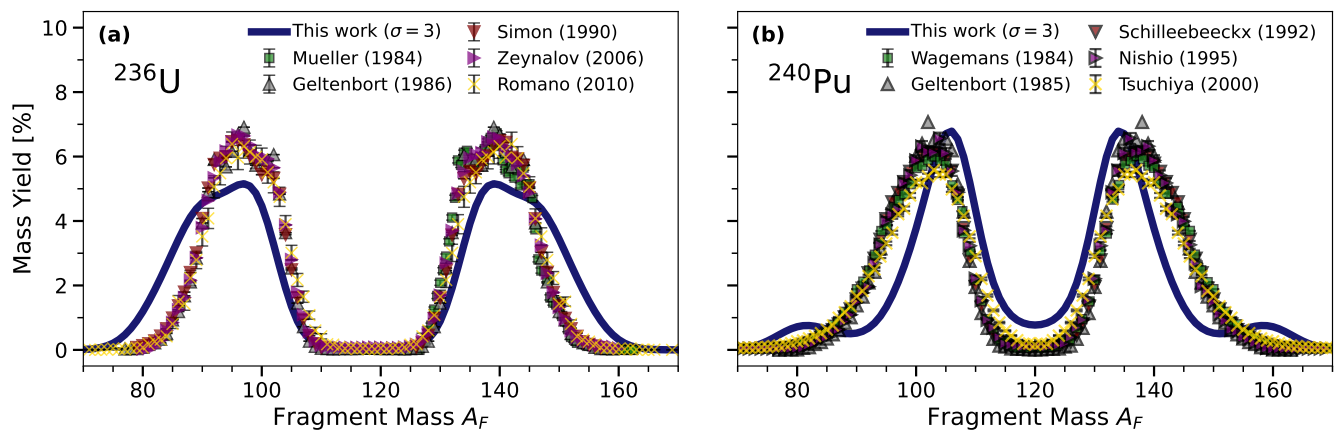 (a)
²³⁶U
This work (σ = 3)
Mueller (1984)
Geltenbort (1986)
Simon (1990)
Zeynalov (2006)
Romano (2010)
Mass Yield [%]
10
8
6
4
2
0
80 100 120 140 160
Fragment Mass A_F
(b)
²⁴⁰Pu
This work (σ = 3)
Wagemans (1984)
Geltenbort (1985)
Schilleebeeckx (1992)
Nishio (1995)
Tsuchiya (2000)
80 100 120 140 160
Fragment Mass A_F